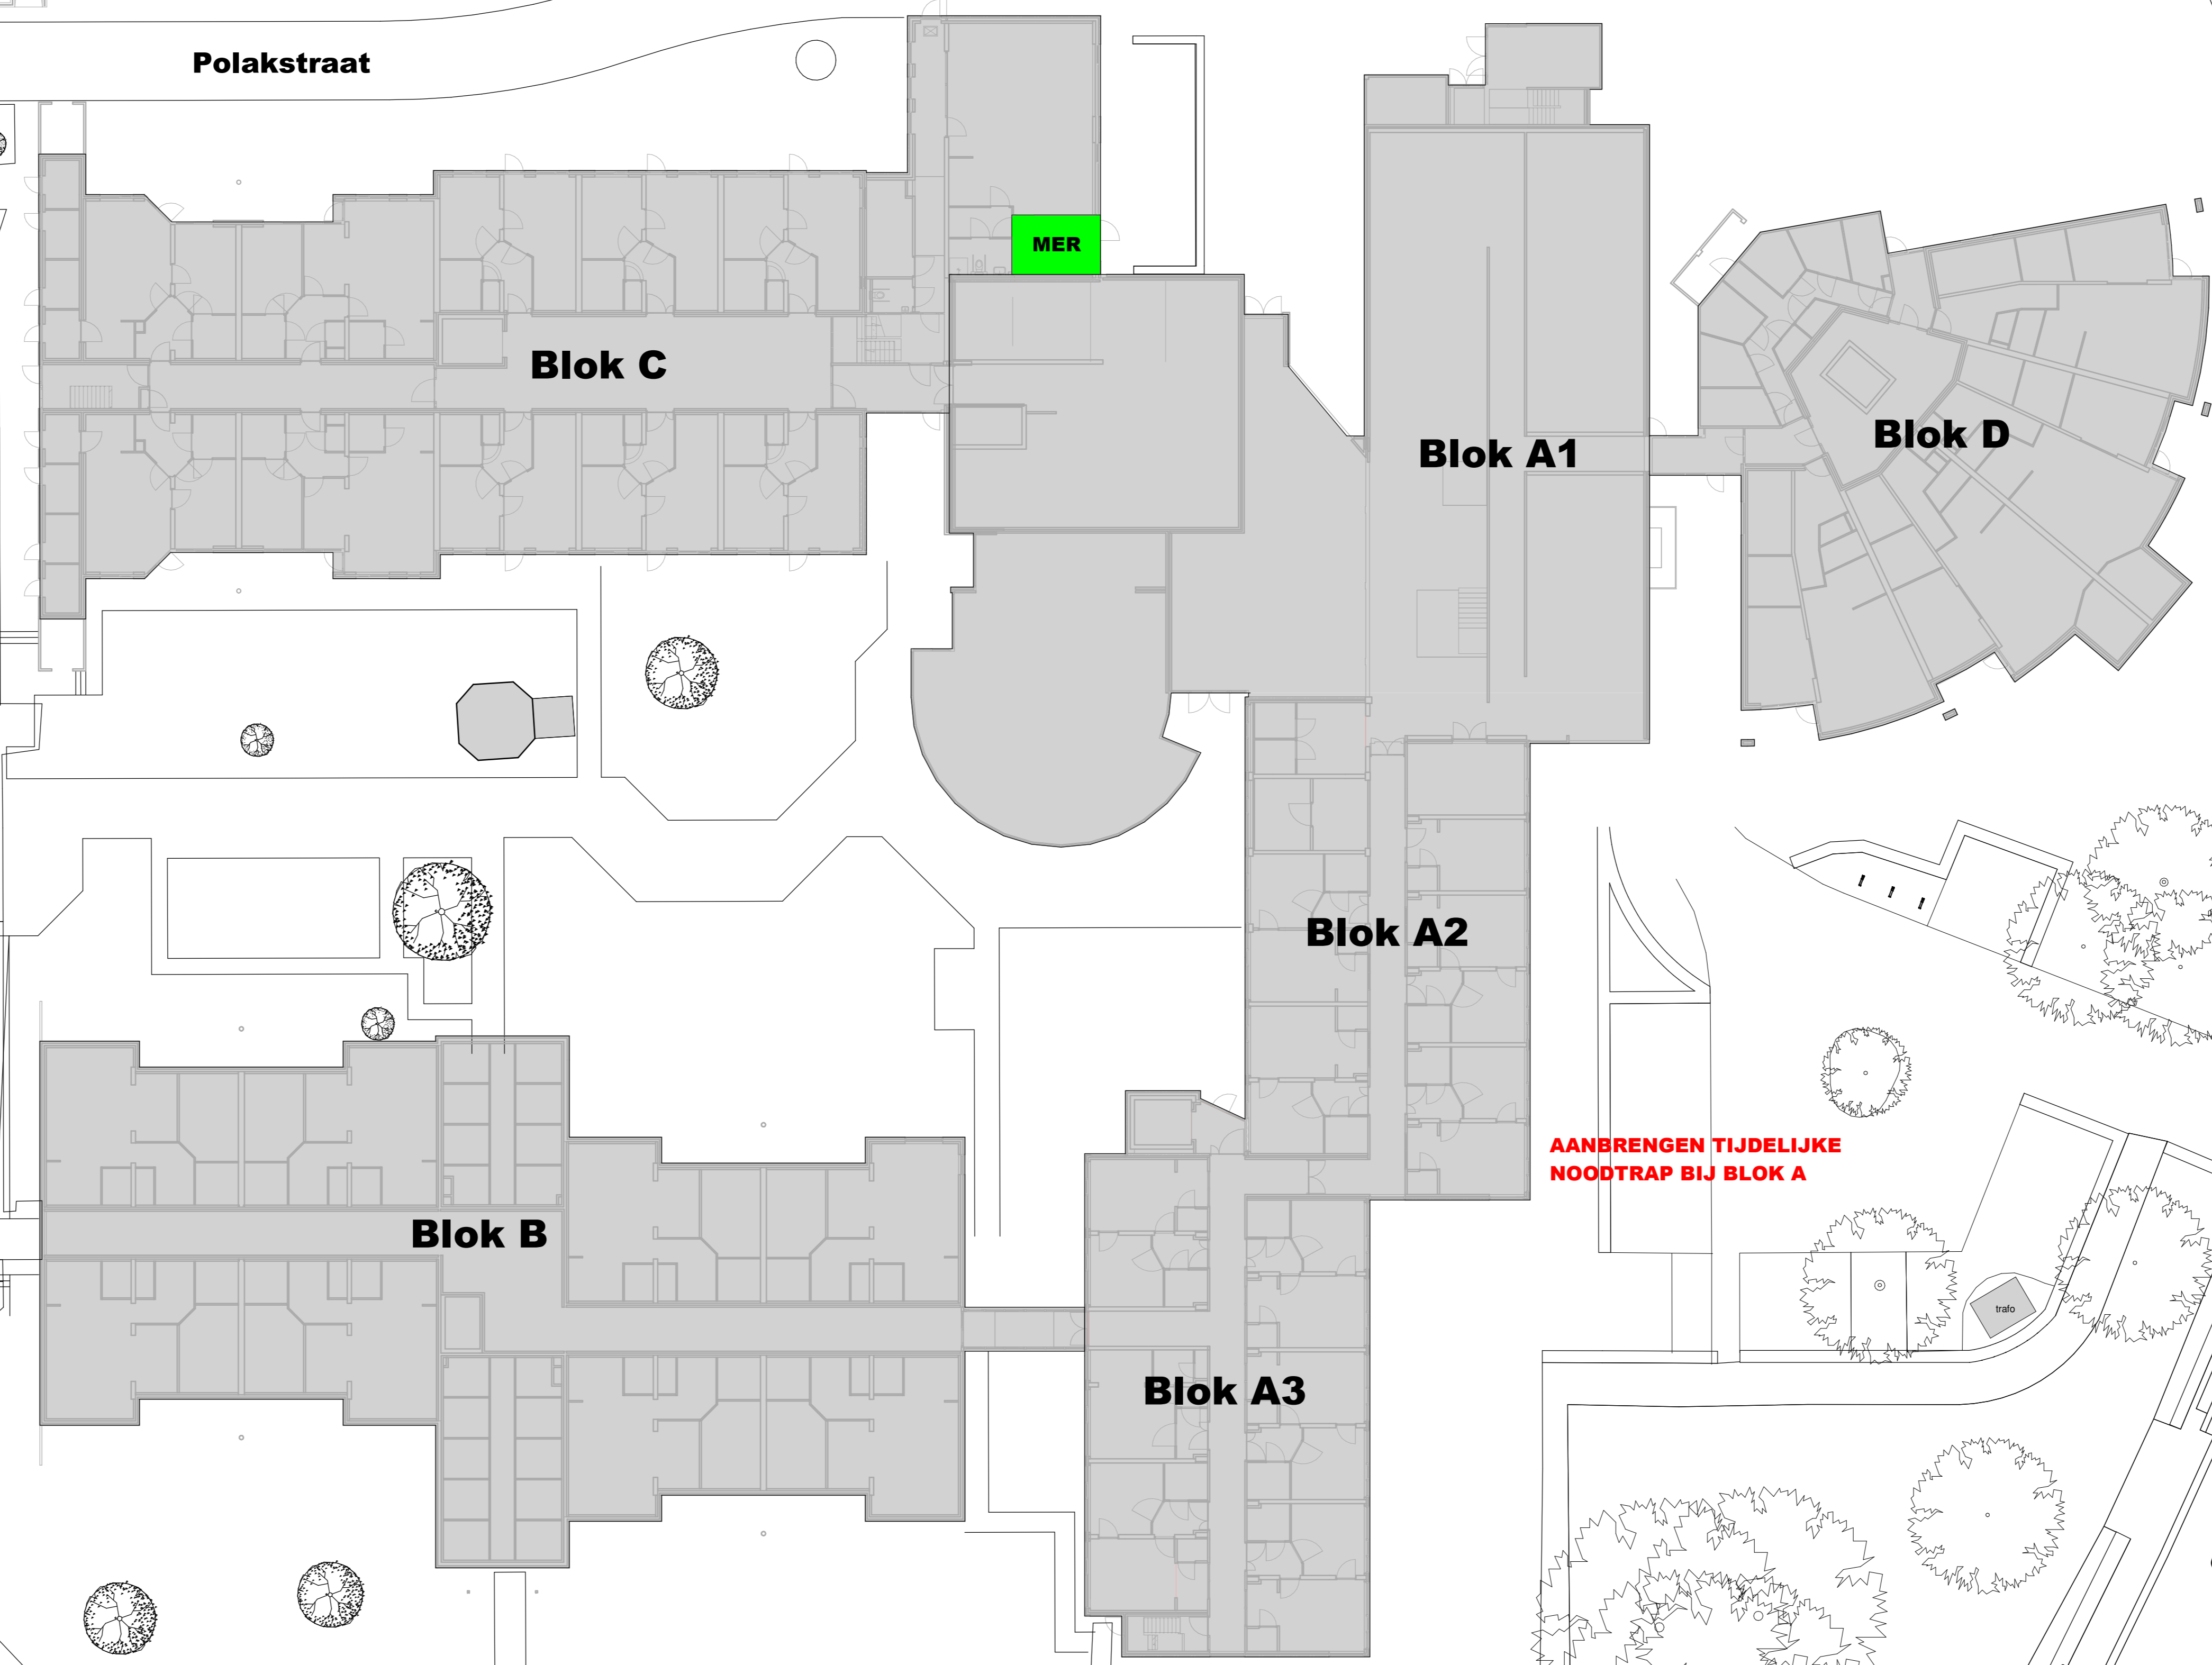 Polakstraat
MER
Blok C
Blok A1
Blok D
Blok A2
AANBRENGEN TIJDELIJKE
NOODTRAP BIJ BLOK A
Blok B
trafo
Blok A3